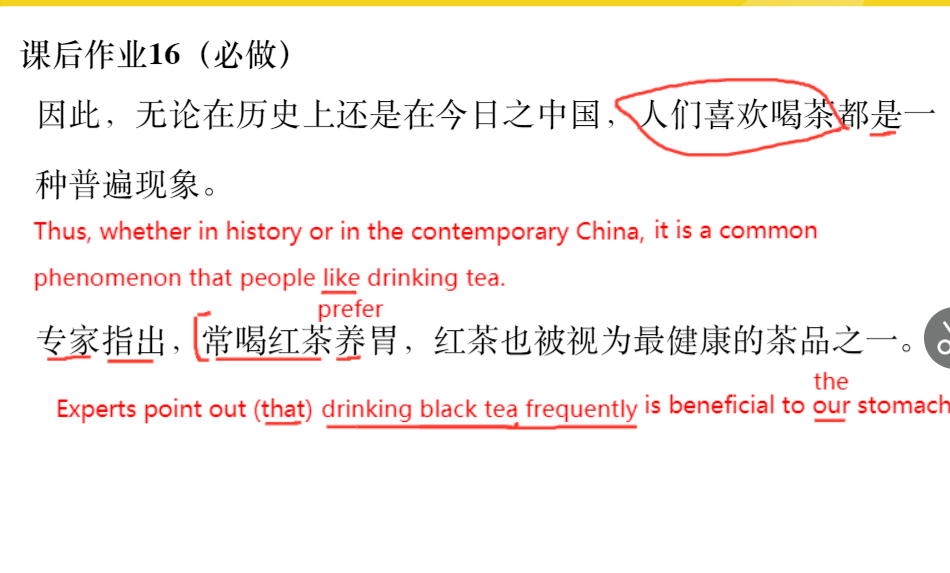 课后作业16（必做）
因此，无论在历史上还是在今日之中国，人们喜欢喝茶都是一
种普遍现象。
Thus, whether in history or in the contemporary China, it is a common
phenomenon that people like drinking tea.
prefer
专家指出，常喝红茶养胃，红茶也被视为最健康的茶品之一。
the
Experts point out (that) drinking black tea frequently is beneficial to our stomach